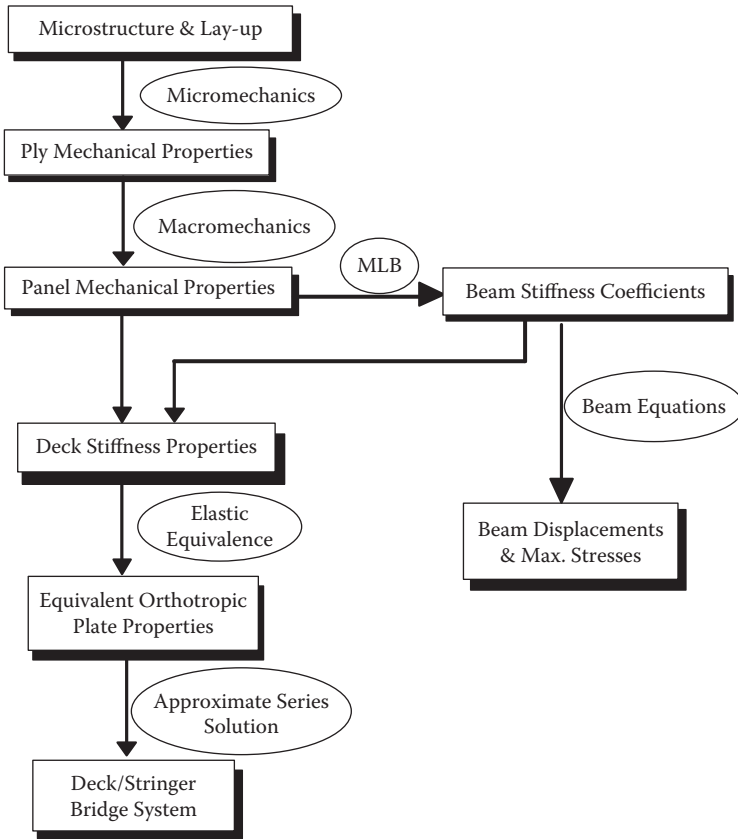 Microstructure & Lay-up
Micromechanics
Ply Mechanical Properties
Macromechanics
MLB
Panel Mechanical Properties
Beam Stiffness Coefficients
Beam Equations
Deck Stiffness Properties
Elastic
Equivalence
Beam Displacements
& Max. Stresses
Equivalent Orthotropic
Plate Properties
Approximate Series
Solution
Deck/Stringer
Bridge System